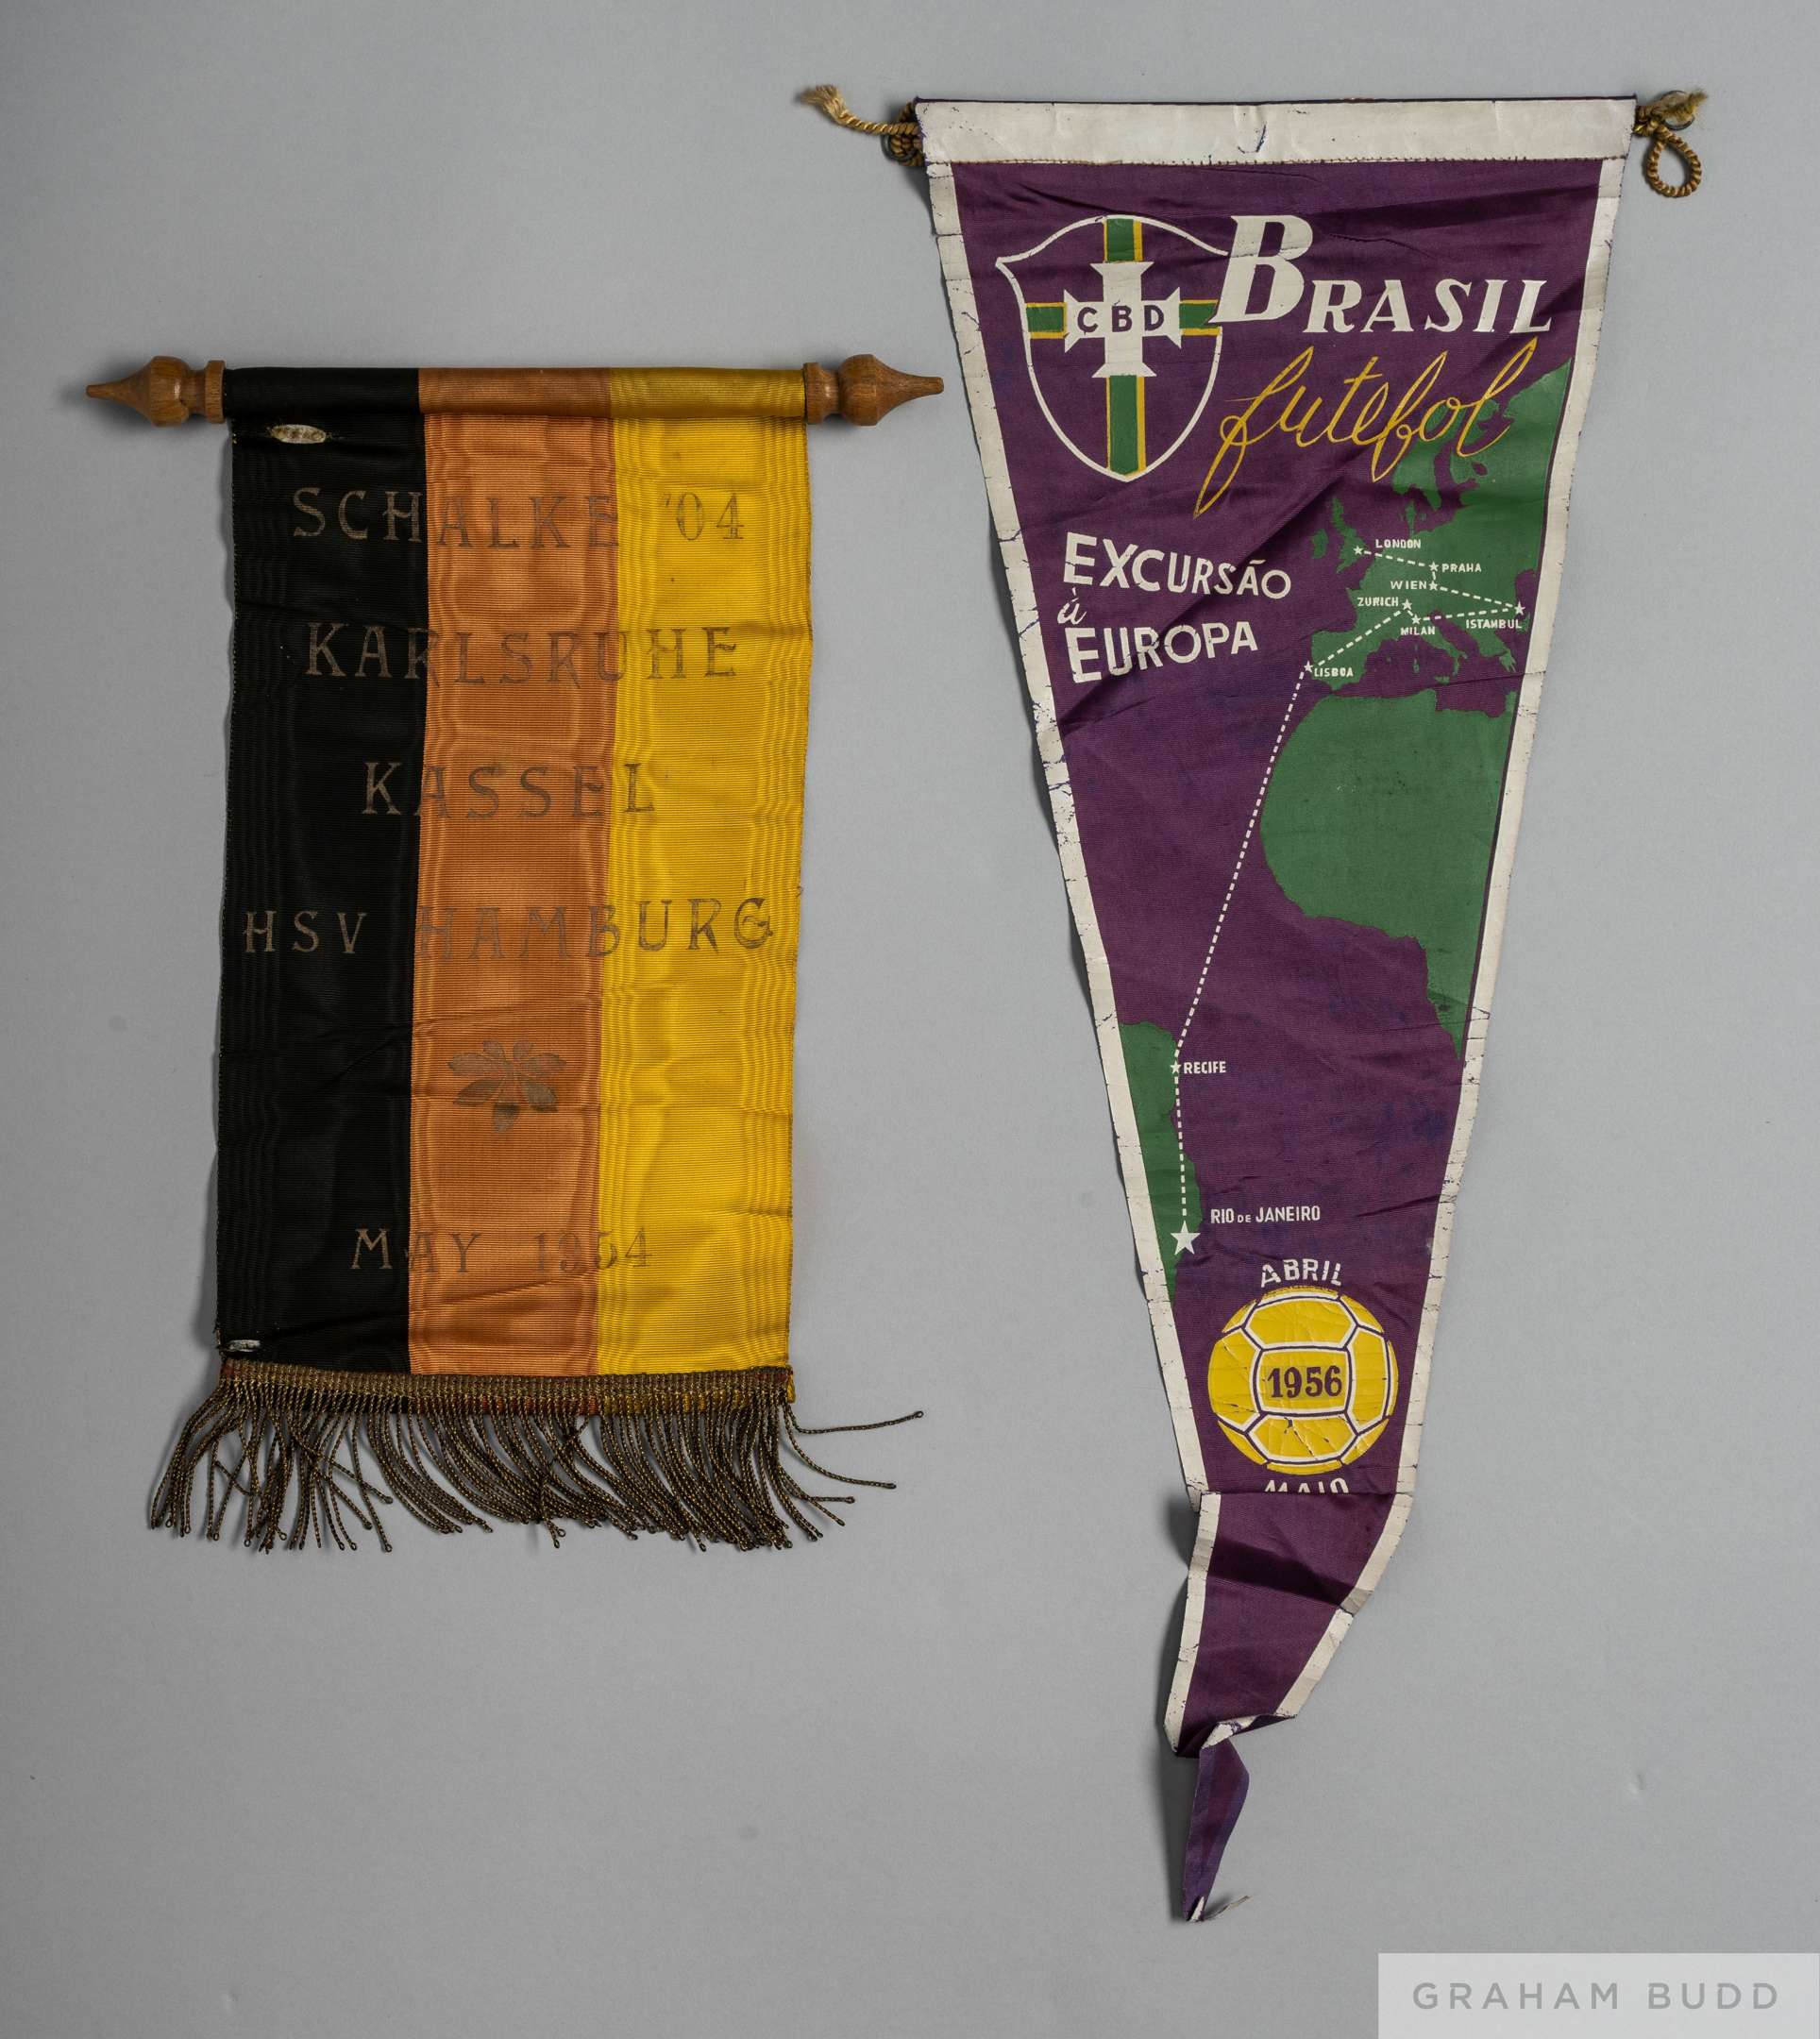 SCHALKE '04
KARLSRUHE
KASSEL
HSV HAMBURG
MAY 1954
CBD
BRASIL
futebol
EXCURSÃO
à
EUROPA
LONDON
PRAHA
WIEN
ZURICH
ISTAMBUL
MILAN
LISBOA
RECIFE
RIO DE JANEIRO
ABRIL
1956
MAIO
GRAHAM BUDD